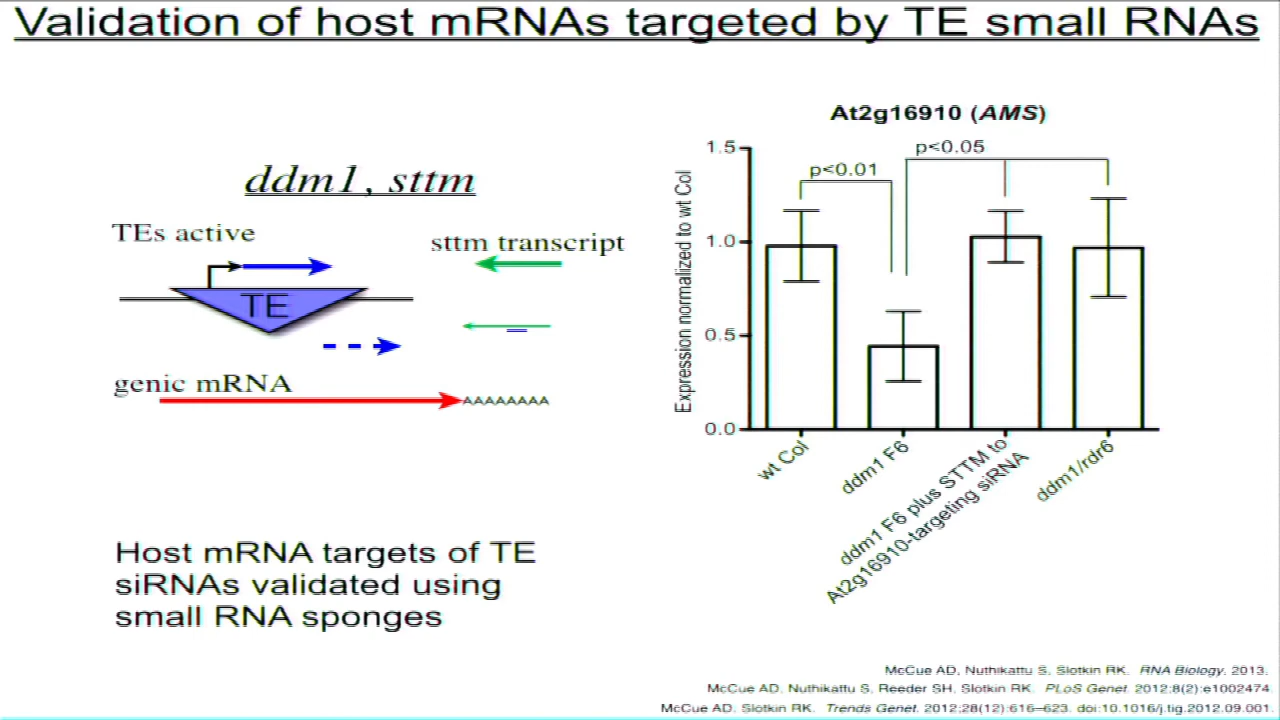 Validation of host mRNAs targeted by TE small RNAs
ddm1, sttm
TEs active
sttm transcript
TE
genic mRNA
AAAAAAAA
Host mRNA targets of TE
siRNAs validated using
small RNA sponges
At2g16910 (AMS)
Expression normalized to wt Col
1.5
1.0
0.5
0.0
p<0.01
p<0.05
wt Col
ddm1 F6
ddm1 F6 plus STTM to
At2g16910-targeting siRNA
ddm1/rdr6
McCue AD, Nuthikattu S, Slotkin RK. RNA Biology. 2013.
McCue AD, Nuthikattu S, Reeder SH, Slotkin RK. PLoS Genet. 2012;8(2):e1002474.
McCue AD, Slotkin RK. Trends Genet. 2012;28(12):616–623. doi:10.1016/j.tig.2012.09.001.